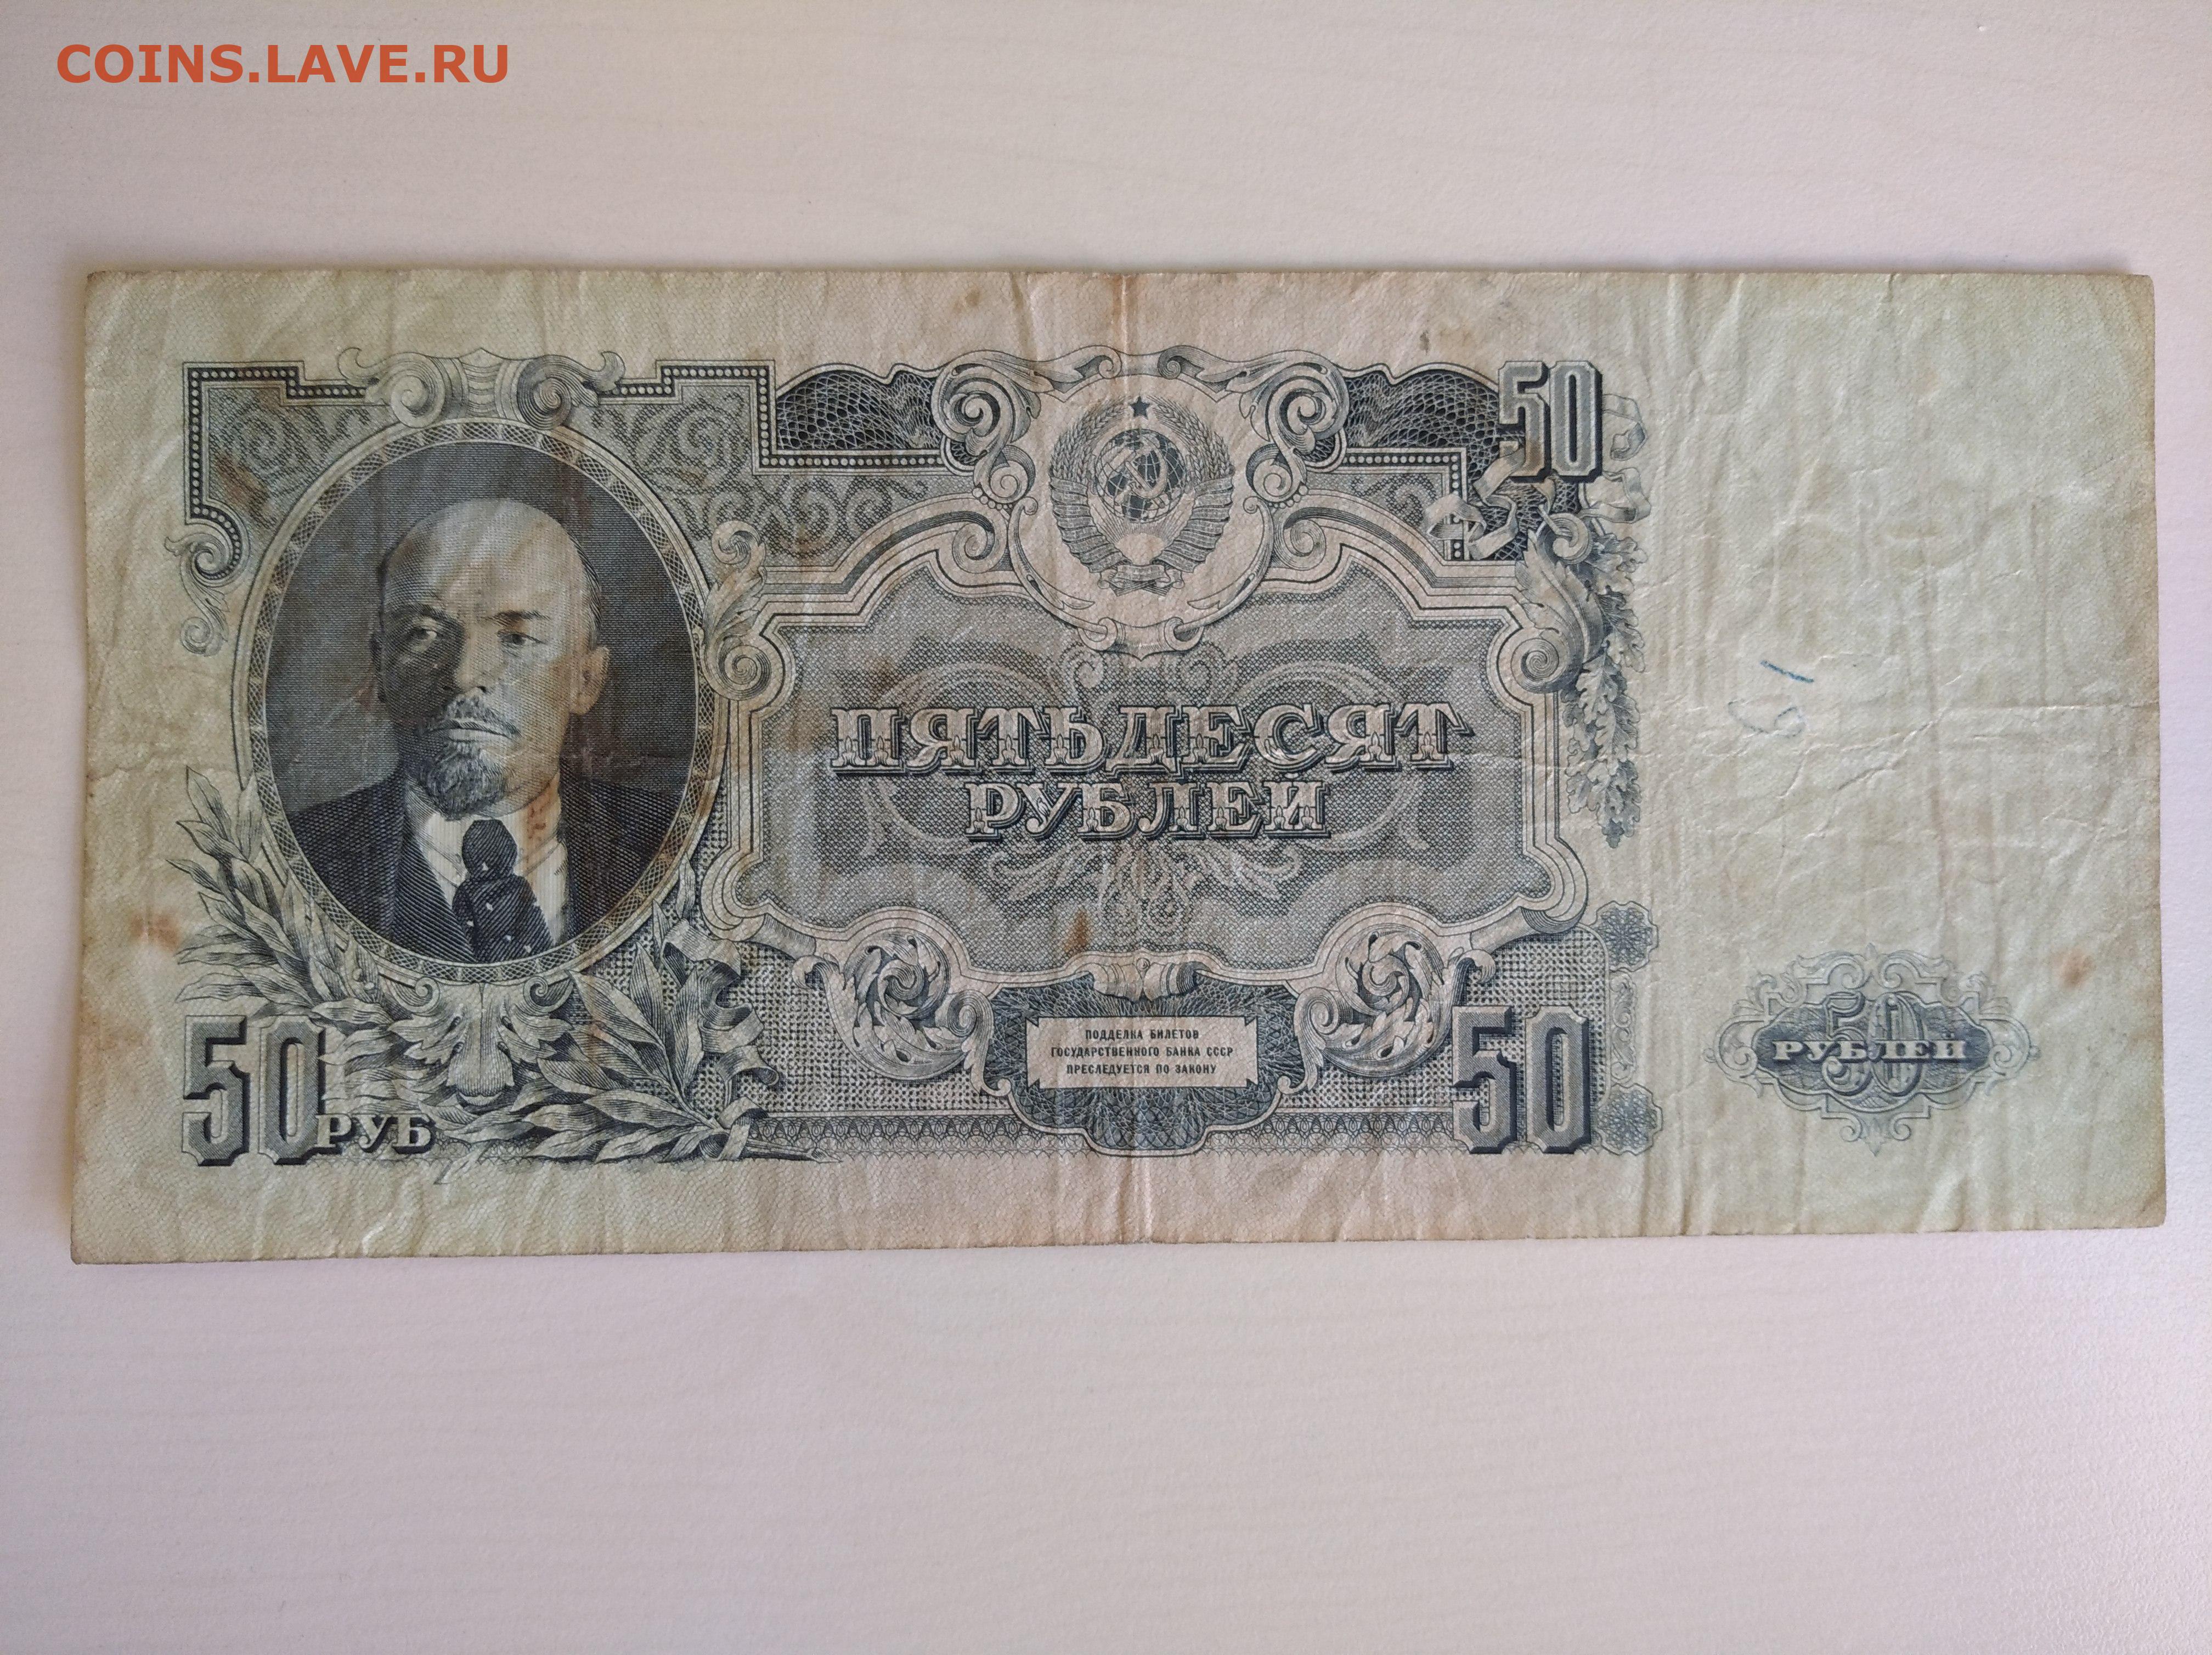 COINS.LAVE.RU
50
ПЯТЬДЕСЯТ
РУБЛЕЙ
61
50 РУБ
ПОДДЕЛКА БИЛЕТОВ
ГОСУДАРСТВЕННОГО БАНКА СССР
ПРЕСЛЕДУЕТСЯ ПО ЗАКОНУ
50
50
РУБЛЕЙ